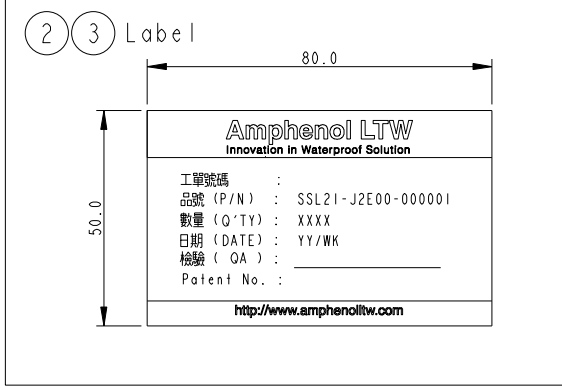 2 3 Label
80.0
50.0
Amphenol LTW
Innovation in Waterproof Solution
工單號碼 :
品號 (P/N) : SSL21-J2E00-000001
數量 (Q'TY) : XXXX
日期 (DATE) : YY/WK
檢驗 ( QA ) :
Patent No. :
http://www.amphenolltw.com